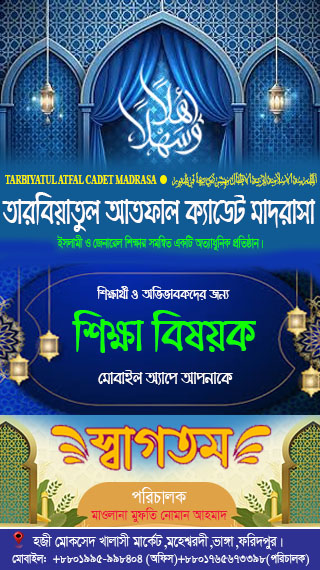 أهلا وسهلا
TARBIYATUL ATFAL CADET MADRASA
তারবিয়াতুল আতফাল ক্যাডেট মাদরাসা
ইসলামী ও জেনারেল শিক্ষার সমন্বিত একটি অত্যাধুনিক প্রতিষ্ঠান।
শিক্ষার্থী ও অভিভাবকদের জন্য
শিক্ষা বিষয়ক
মোবাইল অ্যাপে আপনাকে
স্বাগতম
পরিচালক
মাওলানা মুফতি নোমান আহমাদ
হজী মোকসেদ খালাসী মার্কেট,মহেশ্বরদী,ভাঙ্গা,ফরিদপুর।
মোবাইল: +৮৮০১৯৯৫-৯৯৮৪০৪ (অফিস)+৮৮০১৭৬৫৬৭৩৩৯৮(পরিচালক)